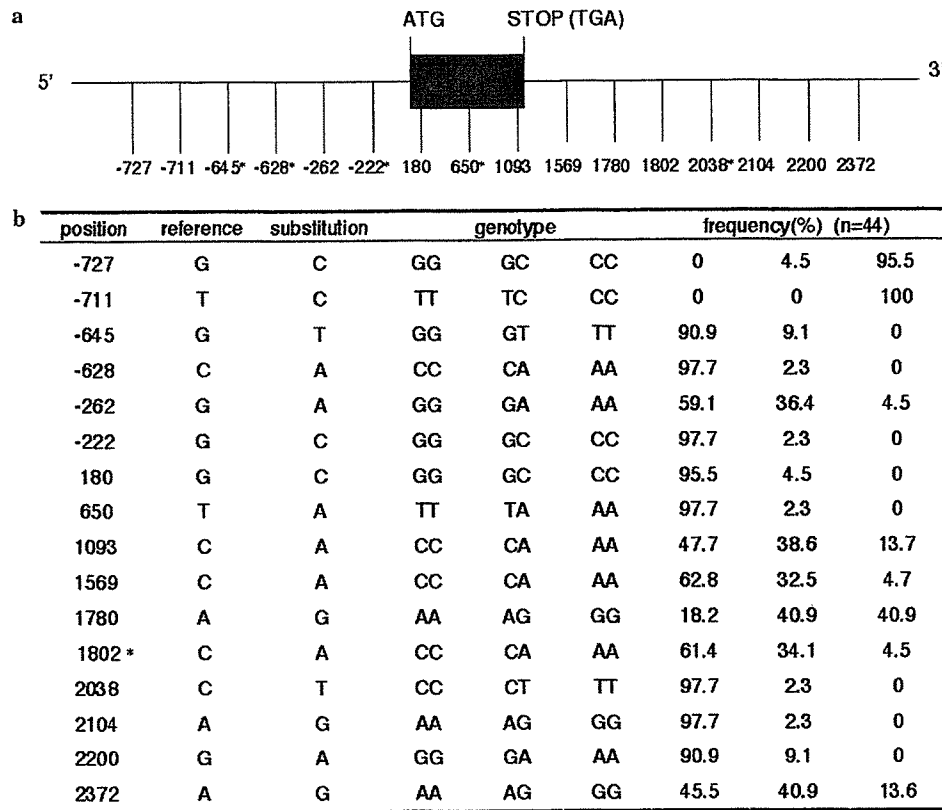 a
ATG STOP (TGA)
5' 3'
-727 -711 -645* -628* -262 -222* 180 650* 1093 1569 1780 1802 2038* 2104 2200 2372
b
position reference substitution genotype frequency(%) (n=44)
-727 G C GG GC CC 0 4.5 95.5
-711 T C TT TC CC 0 0 100
-645 G T GG GT TT 90.9 9.1 0
-628 C A CC CA AA 97.7 2.3 0
-262 G A GG GA AA 59.1 36.4 4.5
-222 G C GG GC CC 97.7 2.3 0
180 G C GG GC CC 95.5 4.5 0
650 T A TT TA AA 97.7 2.3 0
1093 C A CC CA AA 47.7 38.6 13.7
1569 C A CC CA AA 62.8 32.5 4.7
1780 A G AA AG GG 18.2 40.9 40.9
1802 * C A CC CA AA 61.4 34.1 4.5
2038 C T CC CT TT 97.7 2.3 0
2104 A G AA AG GG 97.7 2.3 0
2200 G A GG GA AA 90.9 9.1 0
2372 A G AA AG GG 45.5 40.9 13.6